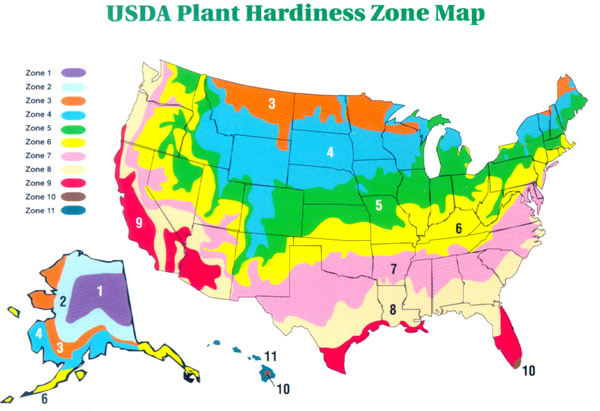 USDA Plant Hardiness Zone Map
Zone 1
Zone 2
Zone 3
Zone 4
Zone 5
Zone 6
Zone 7
Zone 8
Zone 9
Zone 10
Zone 11
3
4
5
6
9
7
8
10
1
2
4
3
6
11
10